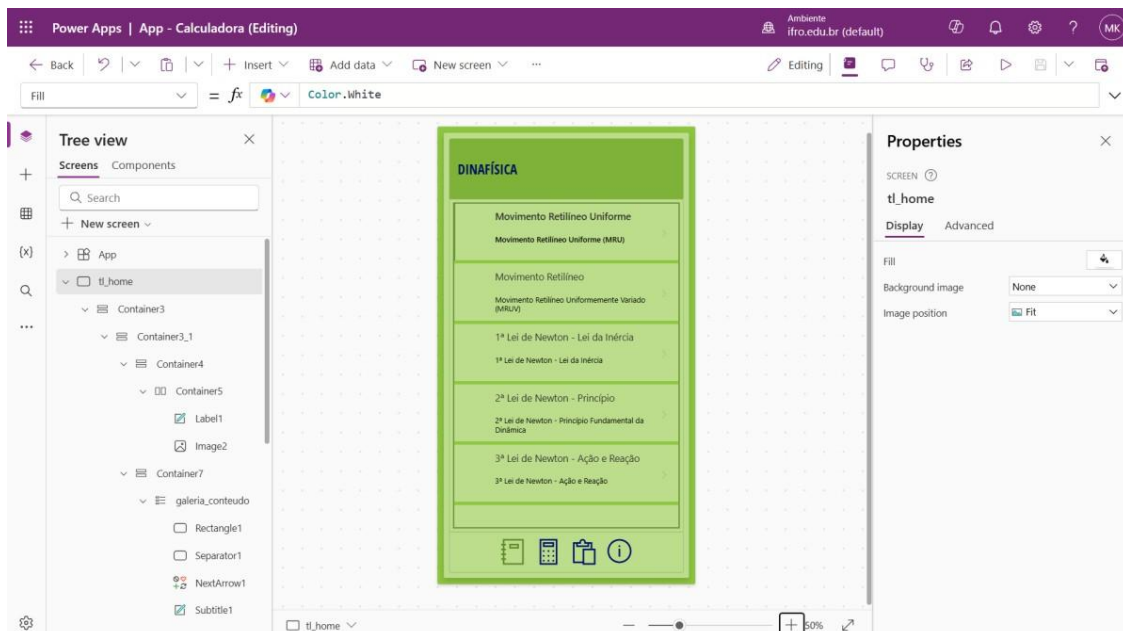 Power Apps | App - Calculadora (Editing)
Ambiente
ifro.edu.br (default)
MK
Back
Insert
Add data
New screen
...
Editing
Fill
= fx
Color.White
Tree view
Screens Components
Search
New screen
App
tl_home
Container3
Container3_1
Container4
Container5
Label1
Image2
Container7
galeria_conteudo
Rectangle1
Separator1
NextArrow1
Subtitle1
{x}
DINAFÍSICA
Movimento Retilíneo Uniforme
Movimento Retilíneo Uniforme (MRU)
Movimento Retilíneo
Movimento Retilíneo Uniformemente Variado
(MRUV)
1ª Lei de Newton - Lei da Inércia
1ª Lei de Newton - Lei da Inércia
2ª Lei de Newton - Princípio
2ª Lei de Newton - Princípio Fundamental da
Dinâmica
3ª Lei de Newton - Ação e Reação
3ª Lei de Newton - Ação e Reação
tl_home
50%
Properties
SCREEN
tl_home
Display Advanced
Fill
Background image None
Image position Fit